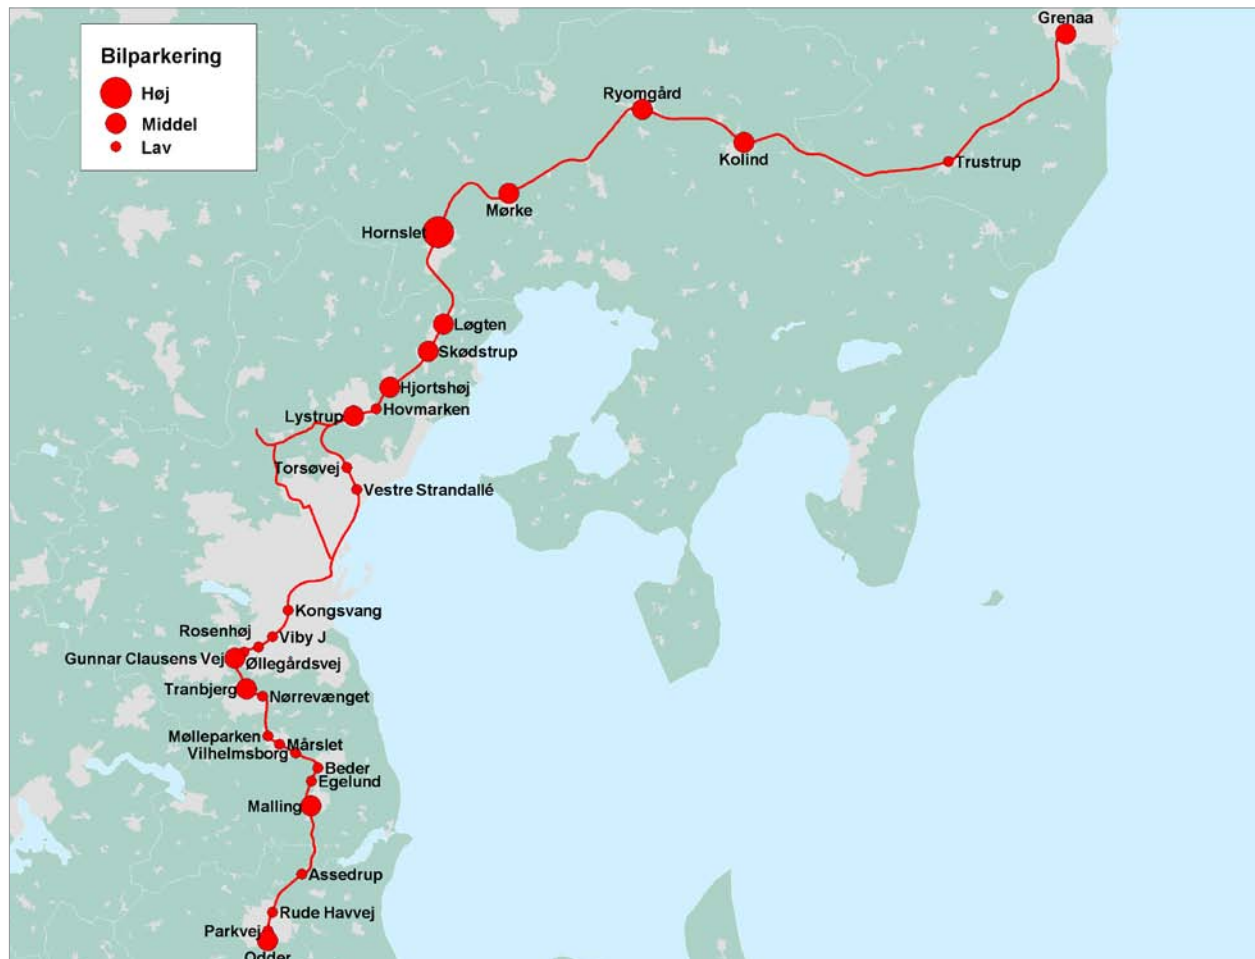 Grenaa
Bilparkering
Høj
Middel
Lav
Ryomgård
Kolind
Trustrup
Mørke
Hornslet
Løgten
Skødstrup
Hjortshøj
Hovmarken
Lystrup
Torsøvej
Vestre Strandallé
Kongsvang
Rosenhøj
Viby J
Gunnar Clausens Vej
Øllegårdsvej
Tranbjerg
Nørrevænget
Mølleparken
Mårslet
Vilhelmsborg
Beder
Egelund
Malling
Assedrup
Rude Havvej
Parkvej
Odder